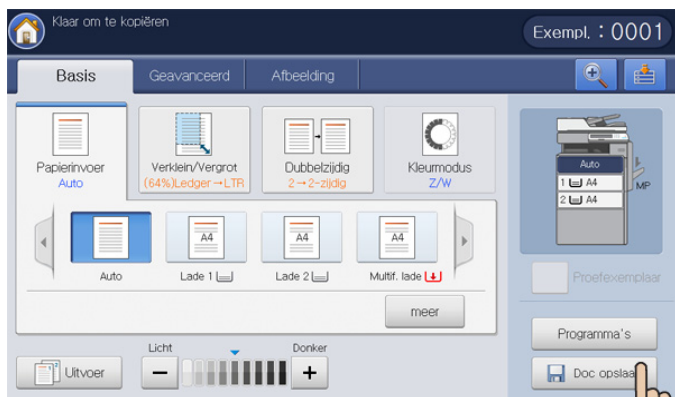 Klaar om te kopiëren
Exempl. : 0001
Basis
Geavanceerd
Afbeelding
Papierinvoer
Auto
Verklein/Vergrot
(64%)Ledger→LTR
Dubbelzijdig
2→2-zijdig
Kleurmodus
Z/W
Auto
A4
Lade 1
A4
Lade 2
A4
Multif. lade
meer
Uitvoer
Licht
Donker
Auto
1 A4
2 A4
MP
Proefexemplaar
Programma's
Doc opslaa